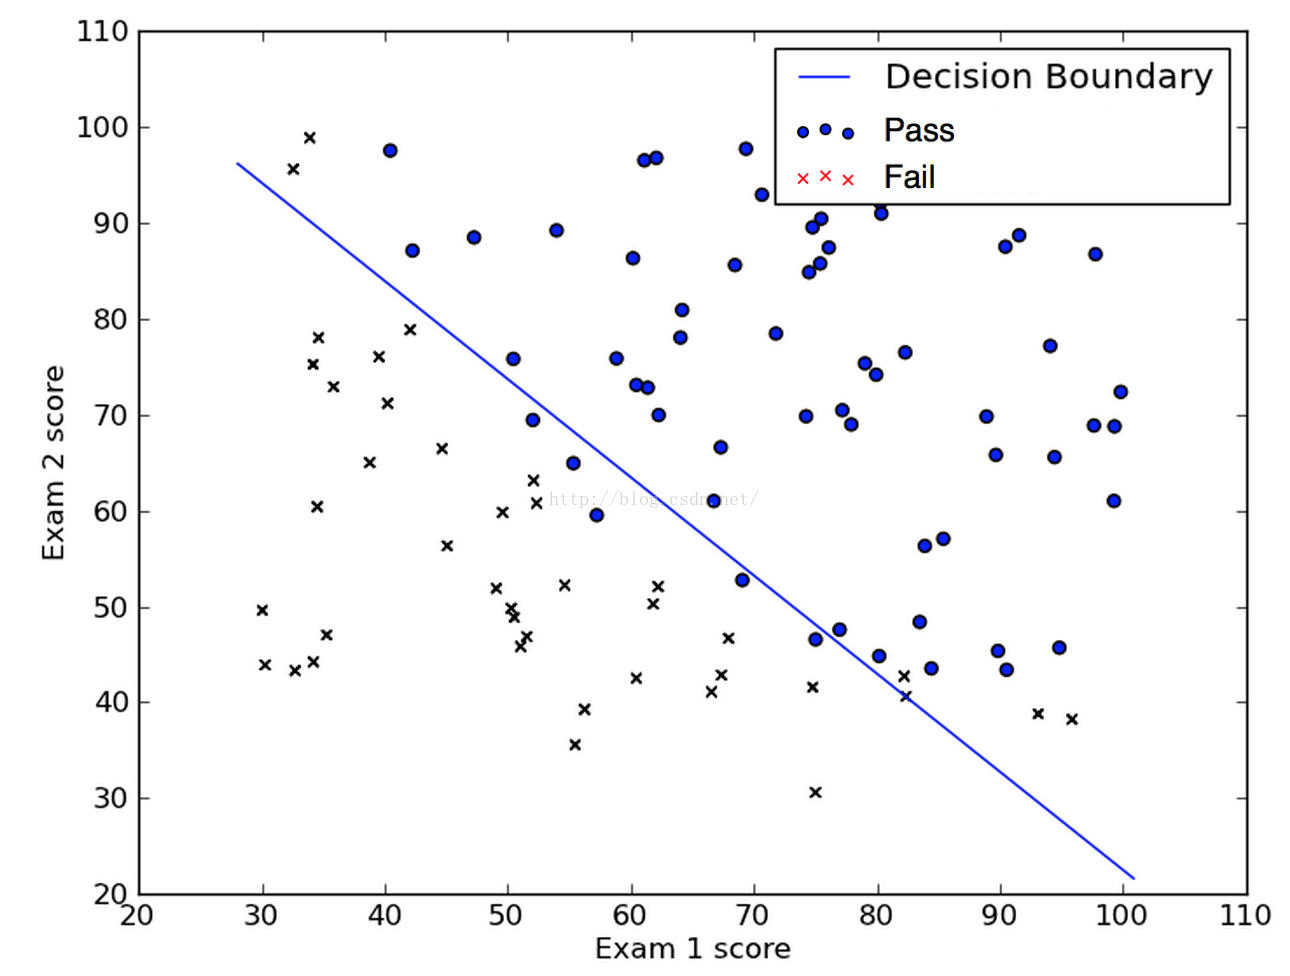 110
100
90
80
70
60
50
40
30
20
Exam 2 score
Decision Boundary
Pass
Fail
http://blog.csdn.net/
20 30 40 50 60 70 80 90 100 110
Exam 1 score